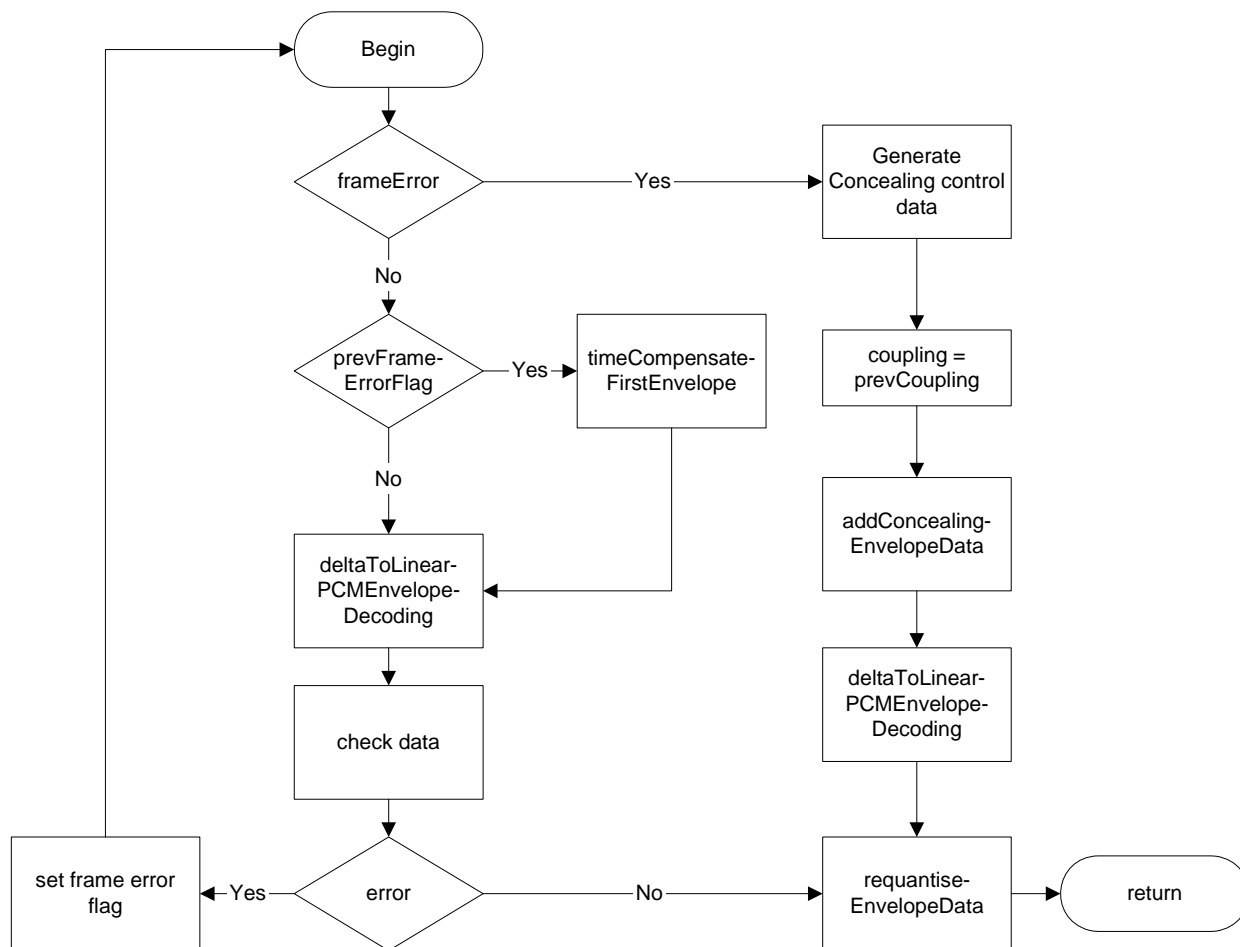 Begin
frameError
Yes
Generate
Concealing control
data
No
prevFrame-
ErrorFlag
Yes
timeCompensate-
FirstEnvelope
coupling =
prevCoupling
No
addConcealing-
EnvelopeData
deltaToLinear-
PCMEnvelope-
Decoding
deltaToLinear-
PCMEnvelope-
Decoding
check data
set frame error
flag
Yes
error
No
requantise-
EnvelopeData
return